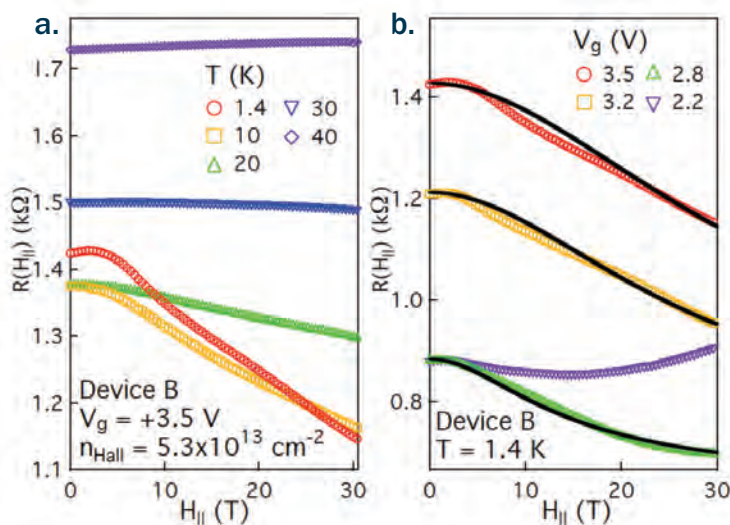 a.
T (K)
1.4
30
10
40
20
Device B
Vg = +3.5 V
nHall = 5.3x10^13 cm^-2
R(H||) (kΩ)
1.7
1.6
1.5
1.4
1.3
1.2
1.1
0
10
20
30
H|| (T)
b.
Vg (V)
3.5
2.8
3.2
2.2
Device B
T = 1.4 K
R(H||) (kΩ)
1.4
1.2
1.0
0.8
0
10
20
30
H|| (T)